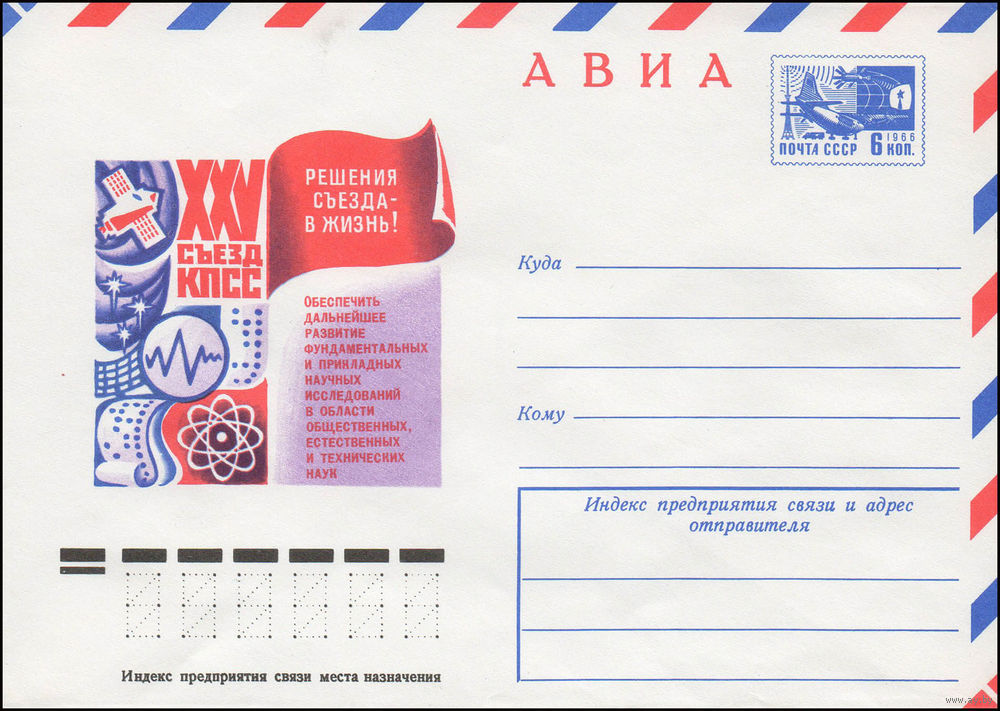 АВИА
ПОЧТА СССР 6 КОП.
1966
XXV
СЪЕЗД
КПСС
РЕШЕНИЯ
СЪЕЗДА-
В ЖИЗНЬ!
ОБЕСПЕЧИТЬ
ДАЛЬНЕЙШЕЕ
РАЗВИТИЕ
ФУНДАМЕНТАЛЬНЫХ
И ПРИКЛАДНЫХ
НАУЧНЫХ
ИССЛЕДОВАНИЙ
В ОБЛАСТИ
ОБЩЕСТВЕННЫХ,
ЕСТЕСТВЕННЫХ
И ТЕХНИЧЕСКИХ
НАУК
Куда
Кому
Индекс предприятия связи и адрес
отправителя
Индекс предприятия связи места назначения